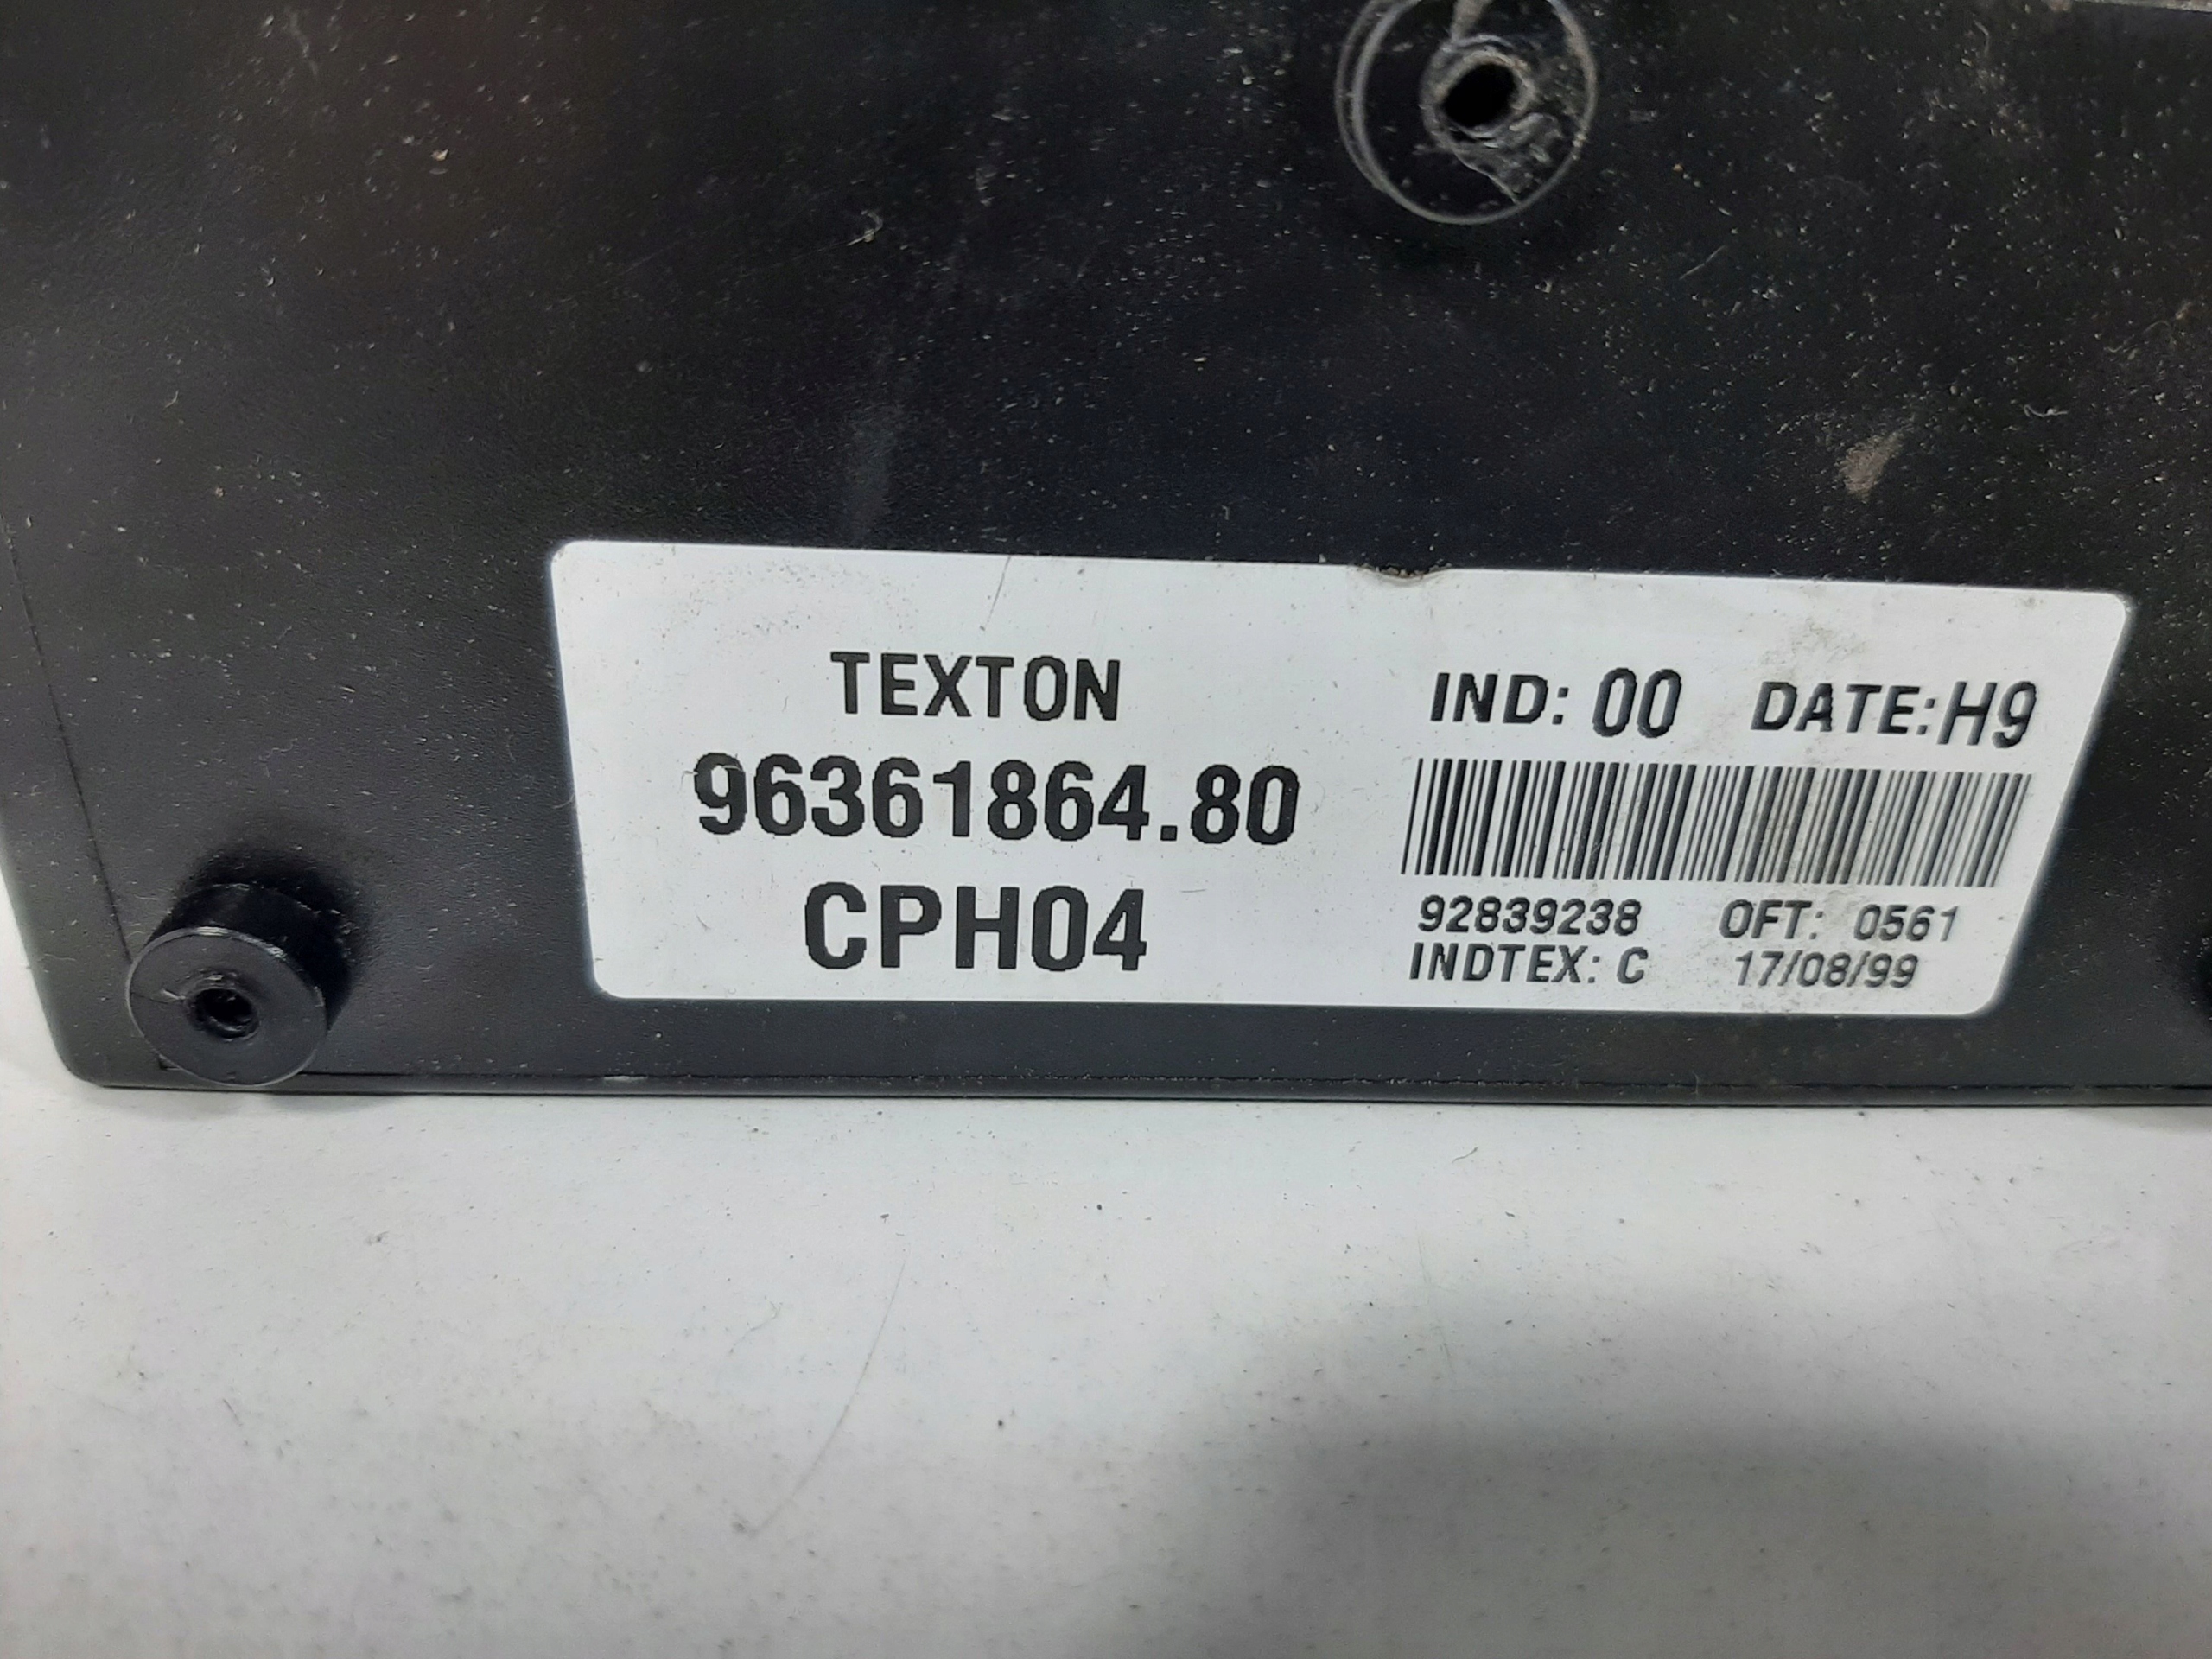 TEXTON
96361864.80
CPH04
IND: 00 DATE: H9
92839238 OFT: 0561
INDTEX: C 17/08/99